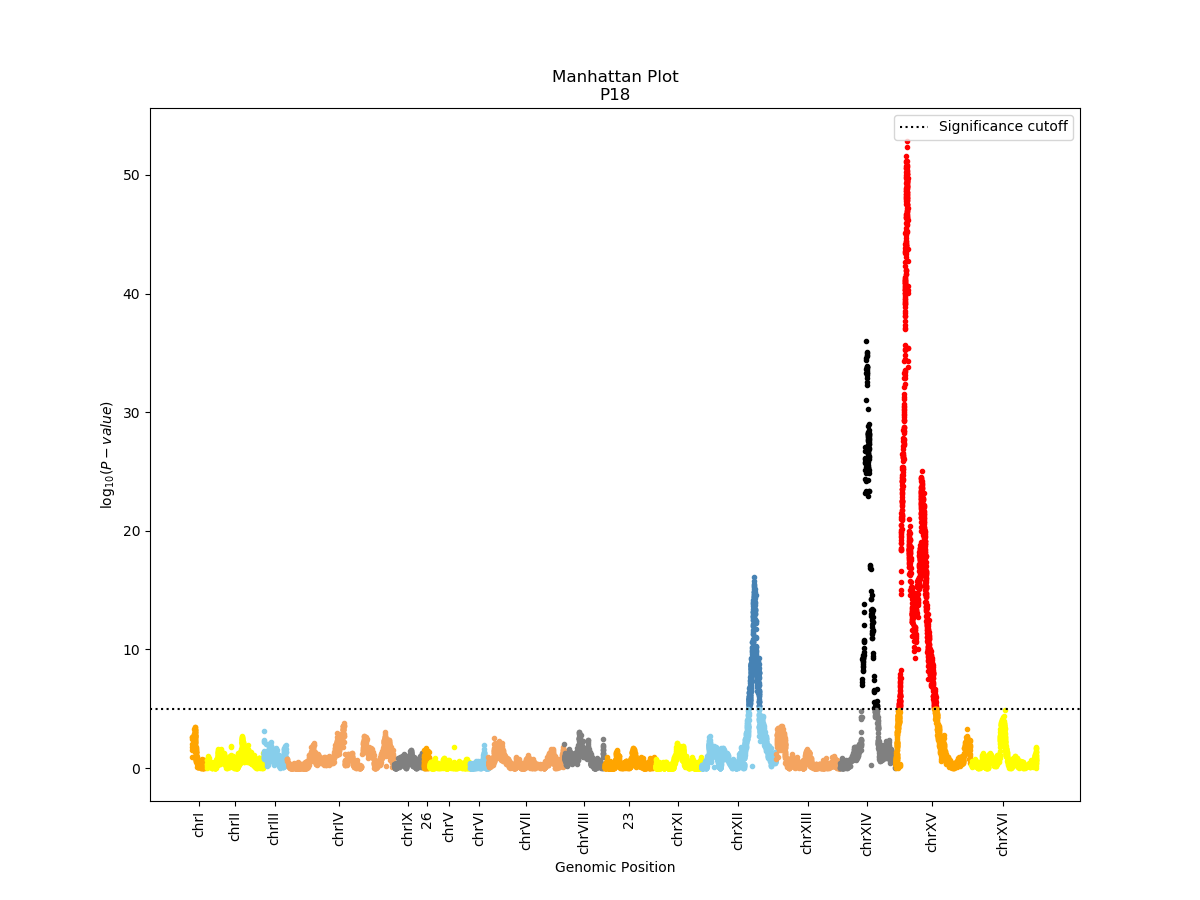 Manhattan Plot
P18
Significance cutoff
50
40
30
20
10
0
log10(P − value)
chrI
chrII
chrIII
chrIV
chrIX
26
chrV
chrVI
chrVII
chrVIII
23
chrXI
chrXII
chrXIII
chrXIV
chrXV
chrXVI
Genomic Position